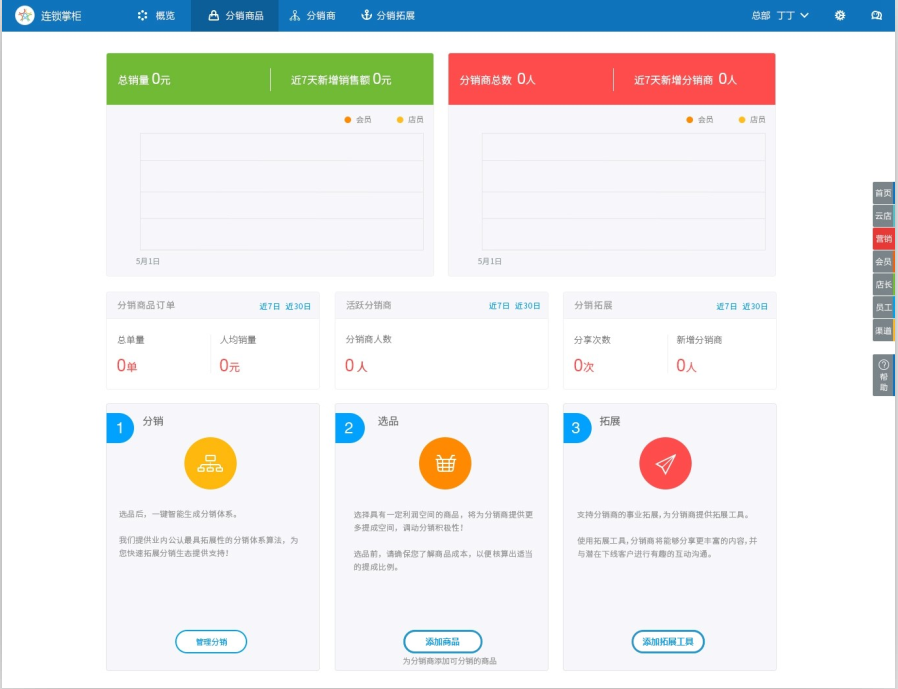 连锁掌柜
概览
分销商品
分销商
分销拓展
总部 丁丁
总销量0元
近7天新增销售额0元
分销商总数 0人
近7天新增分销商 0人
会员
店员
会员
店员
5月1日
5月1日
首页
云店
营销
会员
店长
员工
渠道
帮
助
分销商品订单
近7日 近30日
总单量
人均销量
0单
0元
活跃分销商
近7日 近30日
分销商人数
0人
分销拓展
近7日 近30日
分享次数
新增分销商
0次
0人
1
分销
选品后，一键智能生成分销体系。
我们提供业内公认最具拓展性的分销体系算法，为
您快速拓展分销生态提供支持！
管理分销
2
选品
选择具有一定利润空间的商品，将为分销商提供更
多提成空间，调动分销积极性！
选品前，请确保您了解商品成本，以便核算出适当
的提成比例。
添加商品
为分销商添加可分销的商品
3
拓展
支持分销商的事业拓展，为分销商提供拓展工具。
使用拓展工具，分销商将能够分享更丰富的内容，并
与潜在下线客户进行有趣的互动沟通。
添加拓展工具